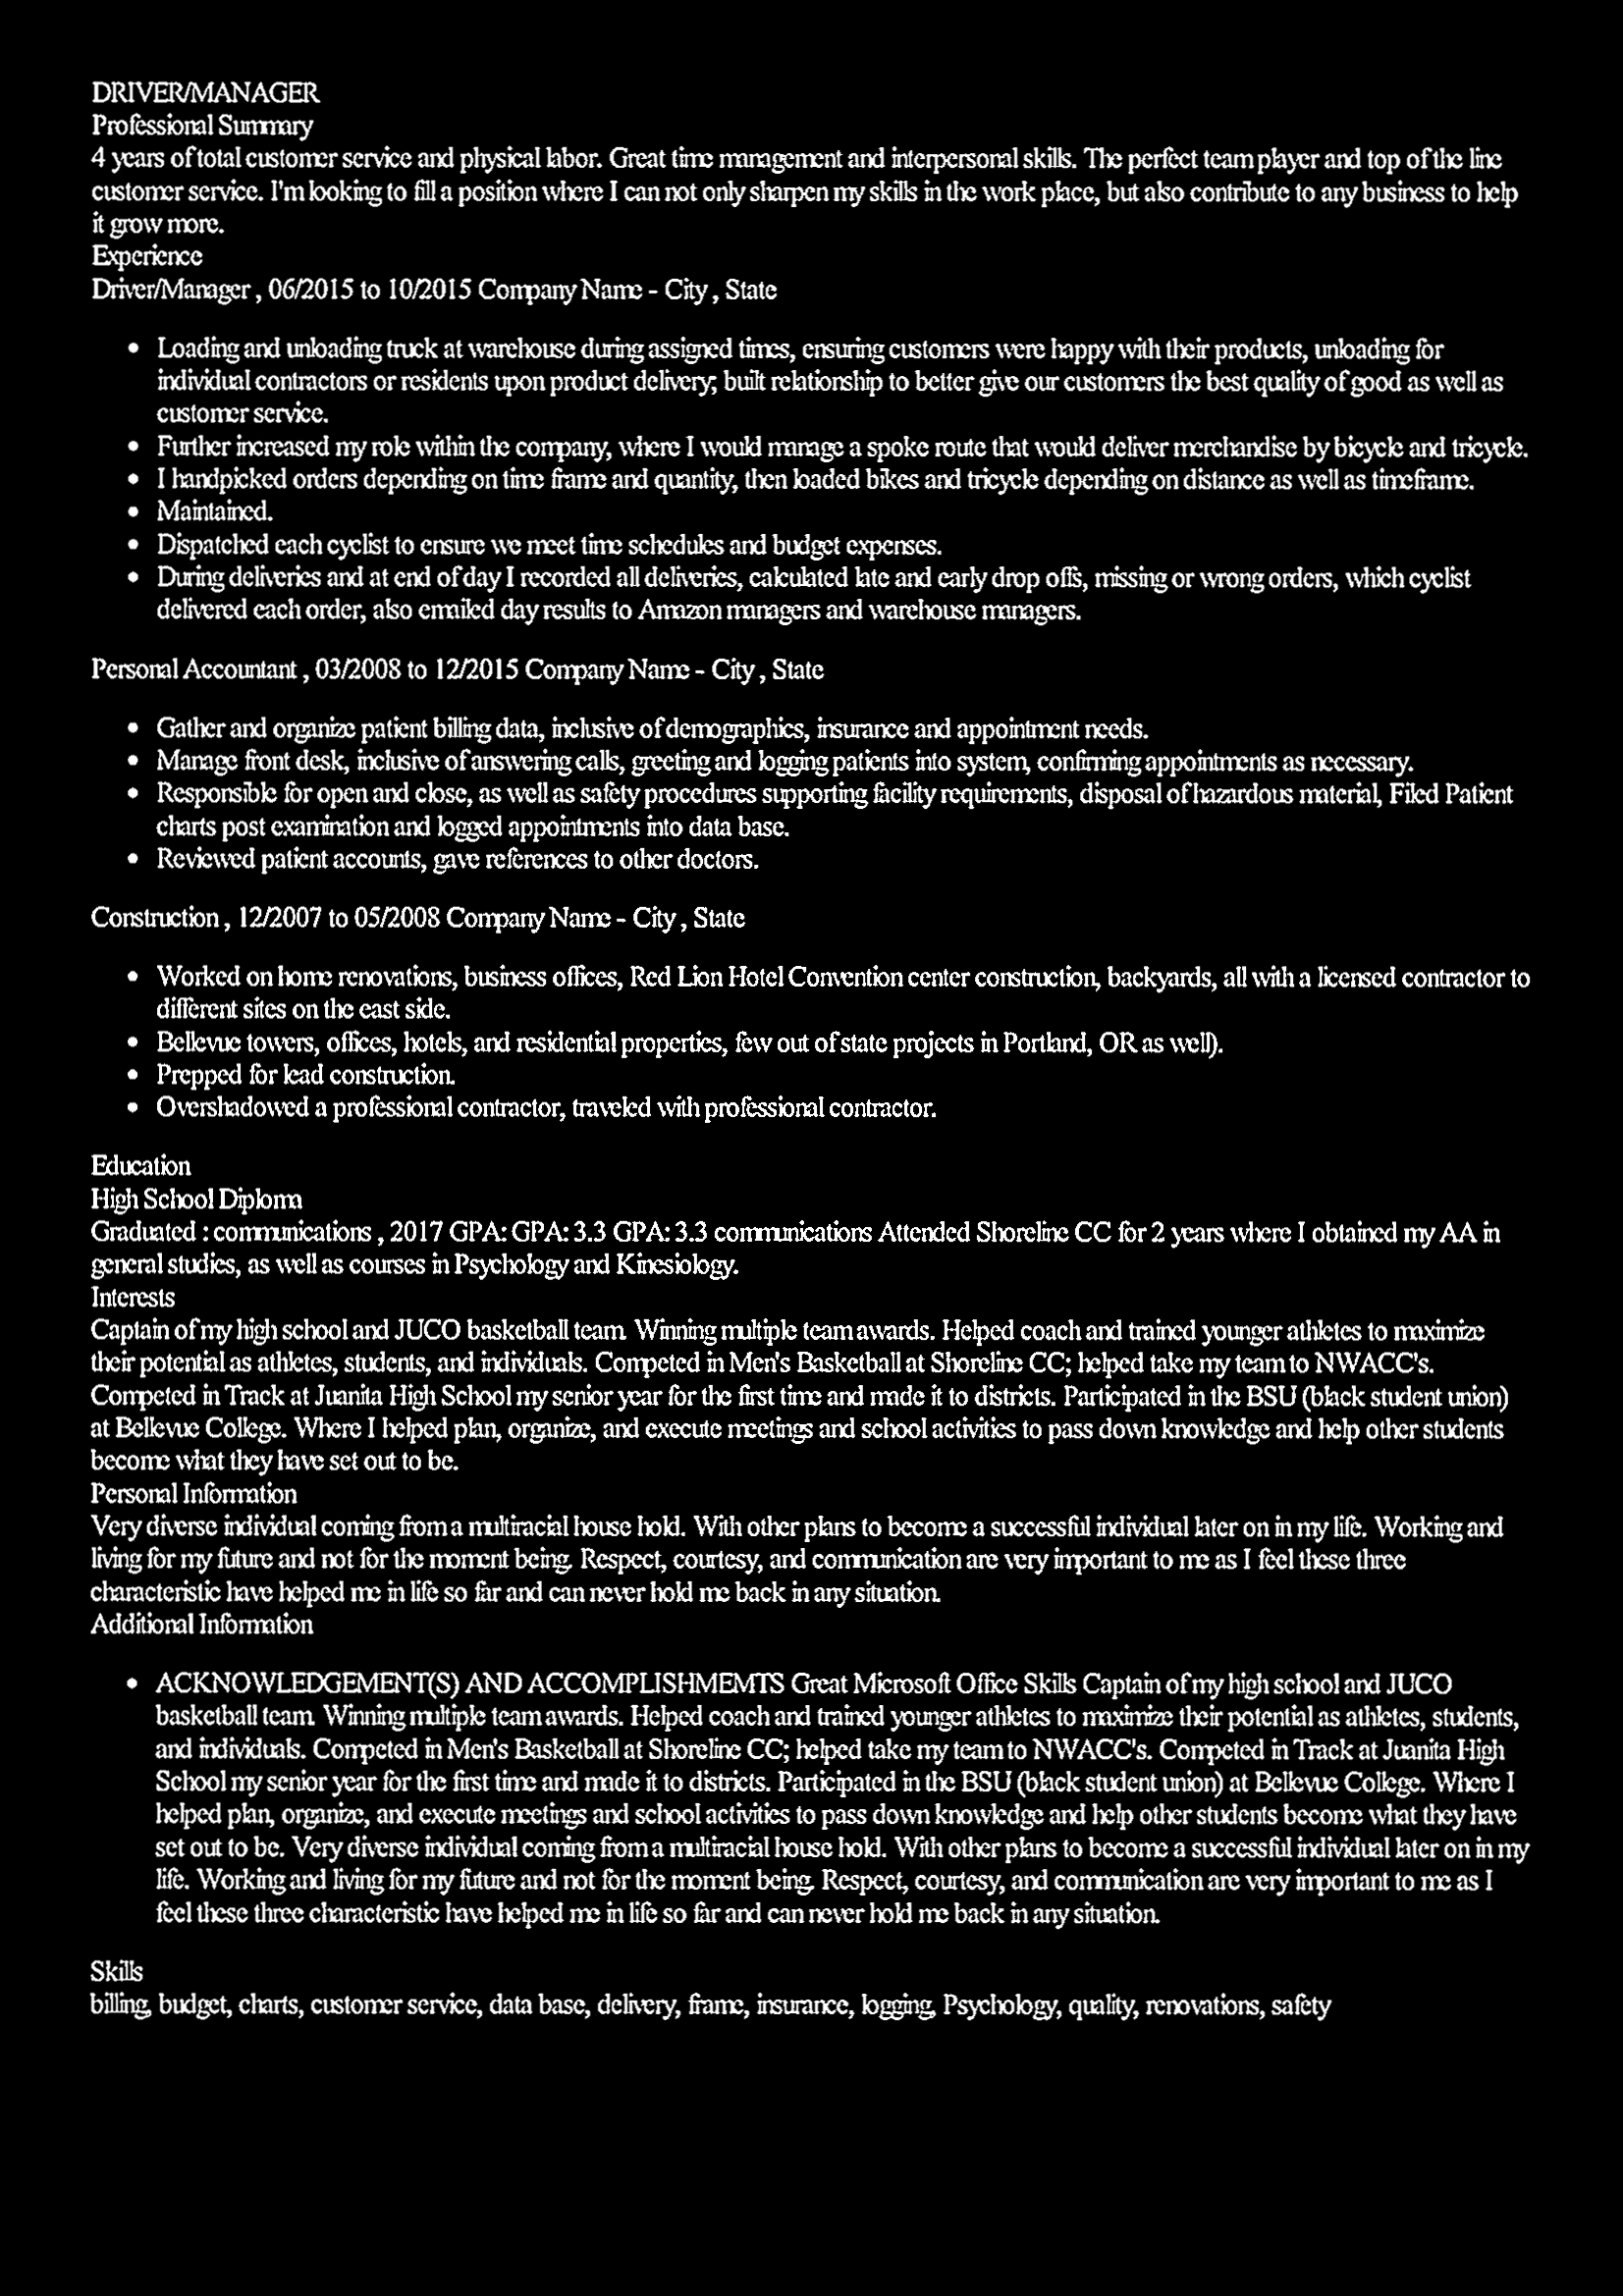 DRIVER/MANAGER
Professional Summary
4 years of total customer service and physical labor. Great time management and interpersonal skills. The perfect team player and top of the line
customer service. I'm looking to fill a position where I can not only sharpen my skills in the work place, but also contribute to any business to help
it grow more.
Experience
Driver/Manager , 06/2015 to 10/2015 Company Name - City , State
• Loading and unloading truck at warehouse during assigned times, ensuring customers were happy with their products, unloading for
individual contractors or residents upon product delivery; built relationship to better give our customers the best quality of good as well as
customer service.
• Further increased my role within the company, where I would manage a spoke route that would deliver merchandise by bicycle and tricycle.
• I handpicked orders depending on time frame and quantity, then loaded bikes and tricycle depending on distance as well as timeframe.
• Maintained.
• Dispatched each cyclist to ensure we meet time schedules and budget expenses.
• During deliveries and at end of day I recorded all deliveries, calculated late and early drop offs, missing or wrong orders, which cyclist
delivered each order, also emailed day results to Amazon managers and warehouse managers.
Personal Accountant , 03/2008 to 12/2015 Company Name - City , State
• Gather and organize patient billing data, inclusive of demographics, insurance and appointment needs.
• Manage front desk, inclusive of answering calls, greeting and logging patients into system, confirming appointments as necessary.
• Responsible for open and close, as well as safety procedures supporting facility requirements, disposal of hazardous material, Filed Patient
charts post examination and logged appointments into data base.
• Reviewed patient accounts, gave references to other doctors.
Construction , 12/2007 to 05/2008 Company Name - City , State
• Worked on home renovations, business offices, Red Lion Hotel Convention center construction, backyards, all with a licensed contractor to
different sites on the east side.
• Bellevue towers, offices, hotels, and residential properties, few out of state projects in Portland, OR as well).
• Prepped for lead construction.
• Overshadowed a professional contractor, traveled with professional contractor.
Education
High School Diploma
Graduated : communications , 2017 GPA: GPA: 3.3 GPA: 3.3 communications Attended Shoreline CC for 2 years where I obtained my AA in
general studies, as well as courses in Psychology and Kinesiology.
Interests
Captain of my high school and JUCO basketball team. Winning multiple team awards. Helped coach and trained younger athletes to maximize
their potential as athletes, students, and individuals. Competed in Men's Basketball at Shoreline CC; helped take my team to NWACC's.
Competed in Track at Juanita High School my senior year for the first time and made it to districts. Participated in the BSU (black student union)
at Bellevue College. Where I helped plan, organize, and execute meetings and school activities to pass down knowledge and help other students
become what they have set out to be.
Personal Information
Very diverse individual coming from a multiracial house hold. With other plans to become a successful individual later on in my life. Working and
living for my future and not for the moment being. Respect, courtesy, and communication are very important to me as I feel these three
characteristic have helped me in life so far and can never hold me back in any situation.
Additional Information
• ACKNOWLEDGEMENT(S) AND ACCOMPLISHMEMTS Great Microsoft Office Skills Captain of my high school and JUCO
basketball team. Winning multiple team awards. Helped coach and trained younger athletes to maximize their potential as athletes, students,
and individuals. Competed in Men's Basketball at Shoreline CC; helped take my team to NWACC's. Competed in Track at Juanita High
School my senior year for the first time and made it to districts. Participated in the BSU (black student union) at Bellevue College. Where I
helped plan, organize, and execute meetings and school activities to pass down knowledge and help other students become what they have
set out to be. Very diverse individual coming from a multiracial house hold. With other plans to become a successful individual later on in my
life. Working and living for my future and not for the moment being. Respect, courtesy, and communication are very important to me as I
feel these three characteristic have helped me in life so far and can never hold me back in any situation.
Skills
billing, budget, charts, customer service, data base, delivery, frame, insurance, logging, Psychology, quality, renovations, safety